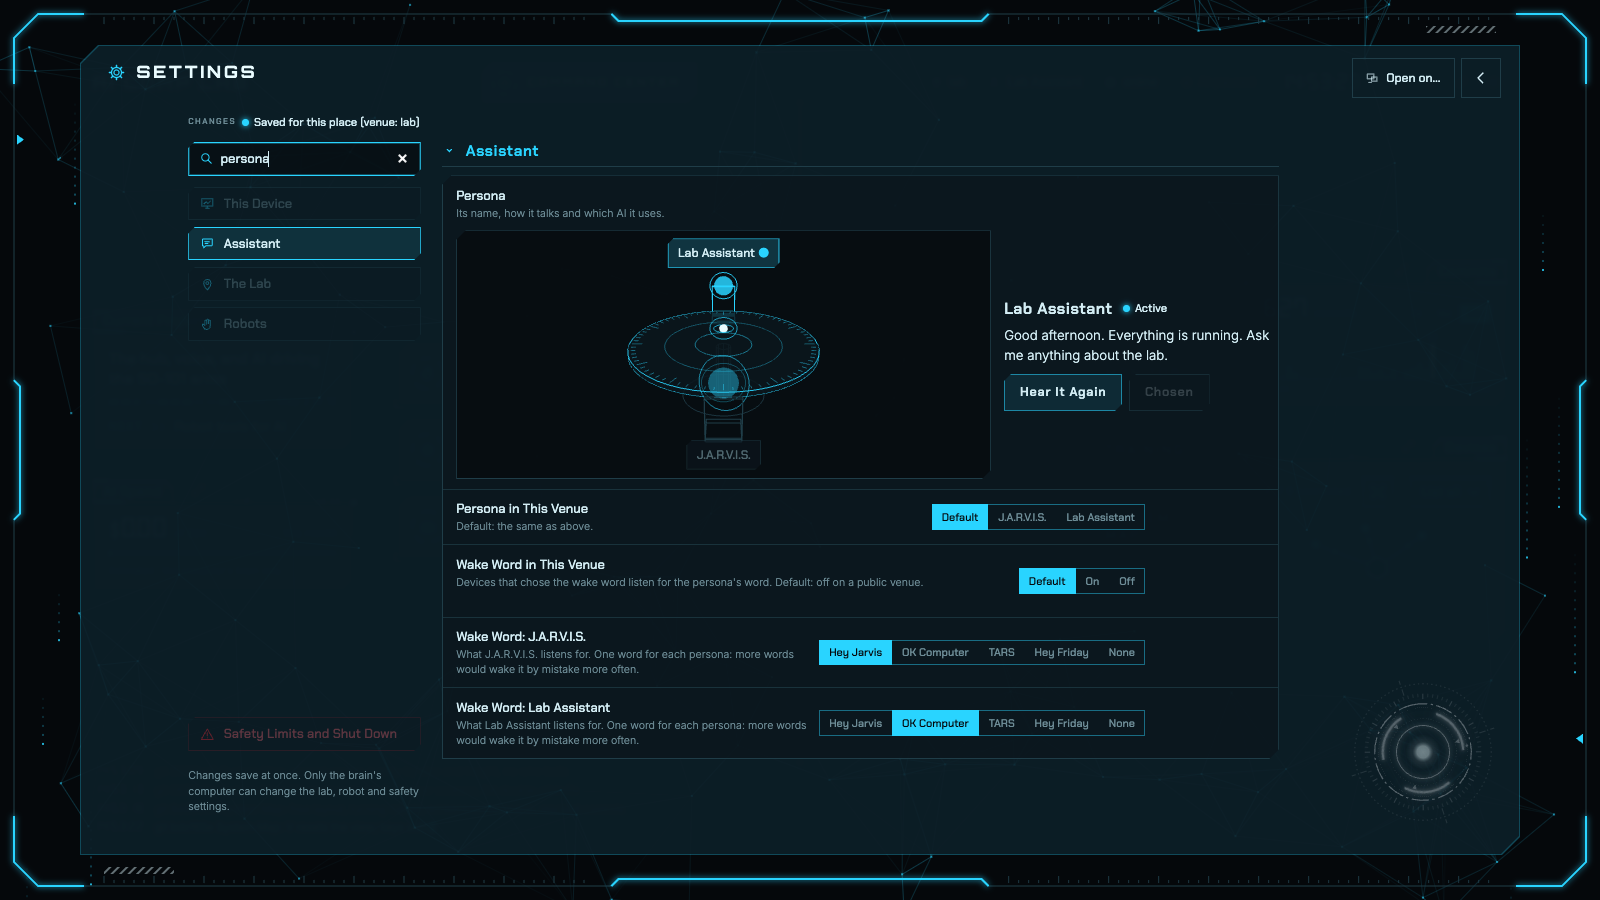 SETTINGS
Open on...
CHANGES Saved for this place (venue: lab)
persona
This Device
Assistant
The Lab
Robots
Safety Limits and Shut Down
Changes save at once. Only the brain's
computer can change the lab, robot and safety
settings.
Assistant
Persona
Its name, how it talks and which AI it uses.
Lab Assistant
J.A.R.V.I.S.
Lab Assistant Active
Good afternoon. Everything is running. Ask
me anything about the lab.
Hear It Again Chosen
Persona in This Venue
Default: the same as above.
Default J.A.R.V.I.S. Lab Assistant
Wake Word in This Venue
Devices that chose the wake word listen for the persona's word. Default: off on a public venue.
Default On Off
Wake Word: J.A.R.V.I.S.
What J.A.R.V.I.S. listens for. One word for each persona: more words
would wake it by mistake more often.
Hey Jarvis OK Computer TARS Hey Friday None
Wake Word: Lab Assistant
What Lab Assistant listens for. One word for each persona: more words
would wake it by mistake more often.
Hey Jarvis OK Computer TARS Hey Friday None